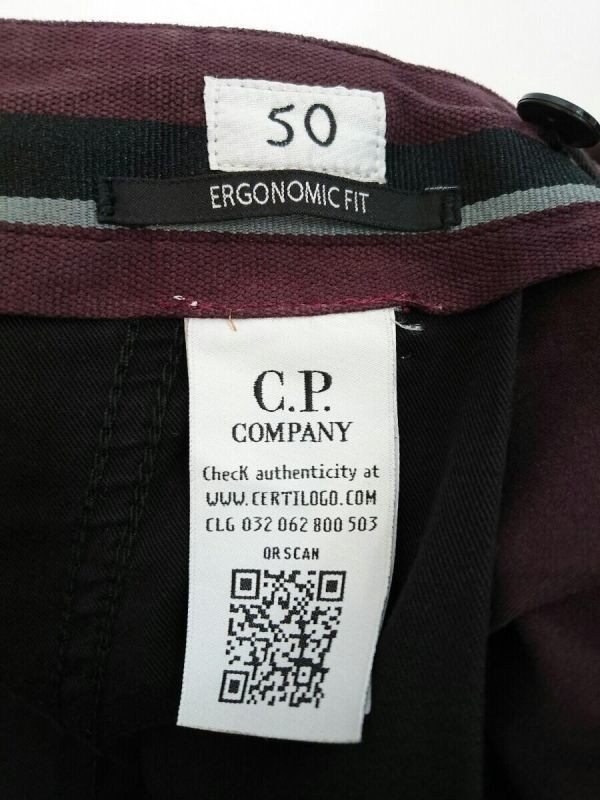 50
ERGONOMIC FIT
C.P.
COMPANY
ChecK authenticity at
WWW.CERTILOGO.COM
CLG 032 062 800 503
OR SCAN